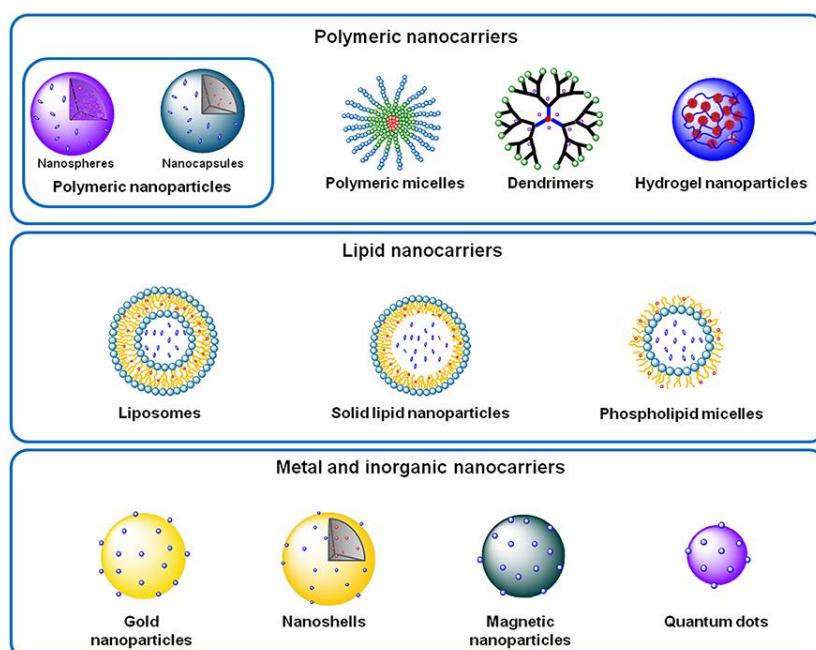 Polymeric nanocarriers
Nanospheres
Nanocapsules
Polymeric nanoparticles
Polymeric micelles
Dendrimers
Hydrogel nanoparticles
Lipid nanocarriers
Liposomes
Solid lipid nanoparticles
Phospholipid micelles
Metal and inorganic nanocarriers
Gold
nanoparticles
Nanoshells
Magnetic
nanoparticles
Quantum dots